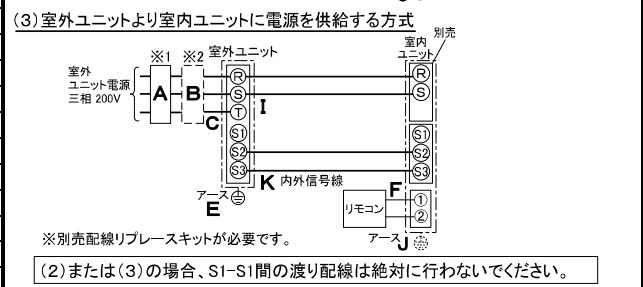 (3)室外ユニットより室内ユニットに電源を供給する方式
別売
※1 ※2 室外ユニット 室内
ユニット
室外
ユニット電源
三相 200V
A B C
R S T S1 S2 S3
I
R S
S1 S2 S3
K 内外信号線
アース
E
リモコン
F
1
2
アース J
※別売配線リプレースキットが必要です。
(2)または(3)の場合、S1-S1間の渡り配線は絶対に行わないでください。